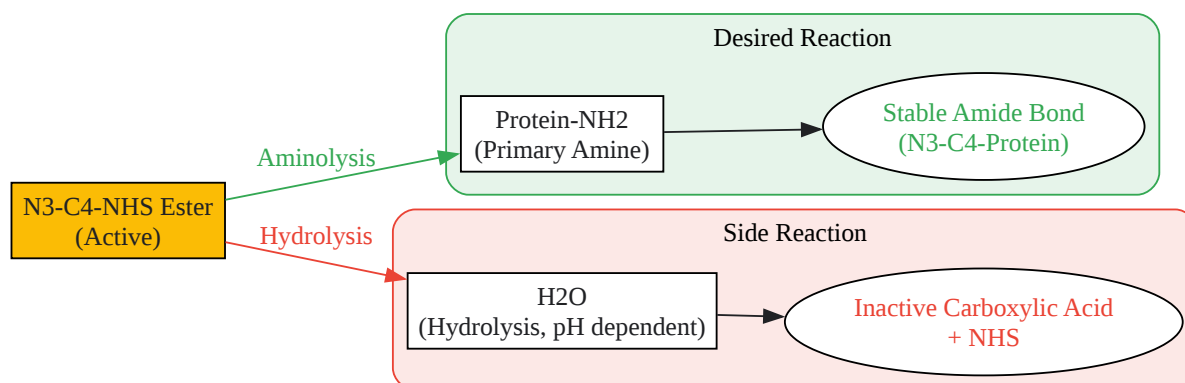 Desired Reaction
Protein-NH2
(Primary Amine)
Stable Amide Bond
(N3-C4-Protein)
Aminolysis
N3-C4-NHS Ester
(Active)
Hydrolysis
Side Reaction
H2O
(Hydrolysis, pH dependent)
Inactive Carboxylic Acid
+ NHS